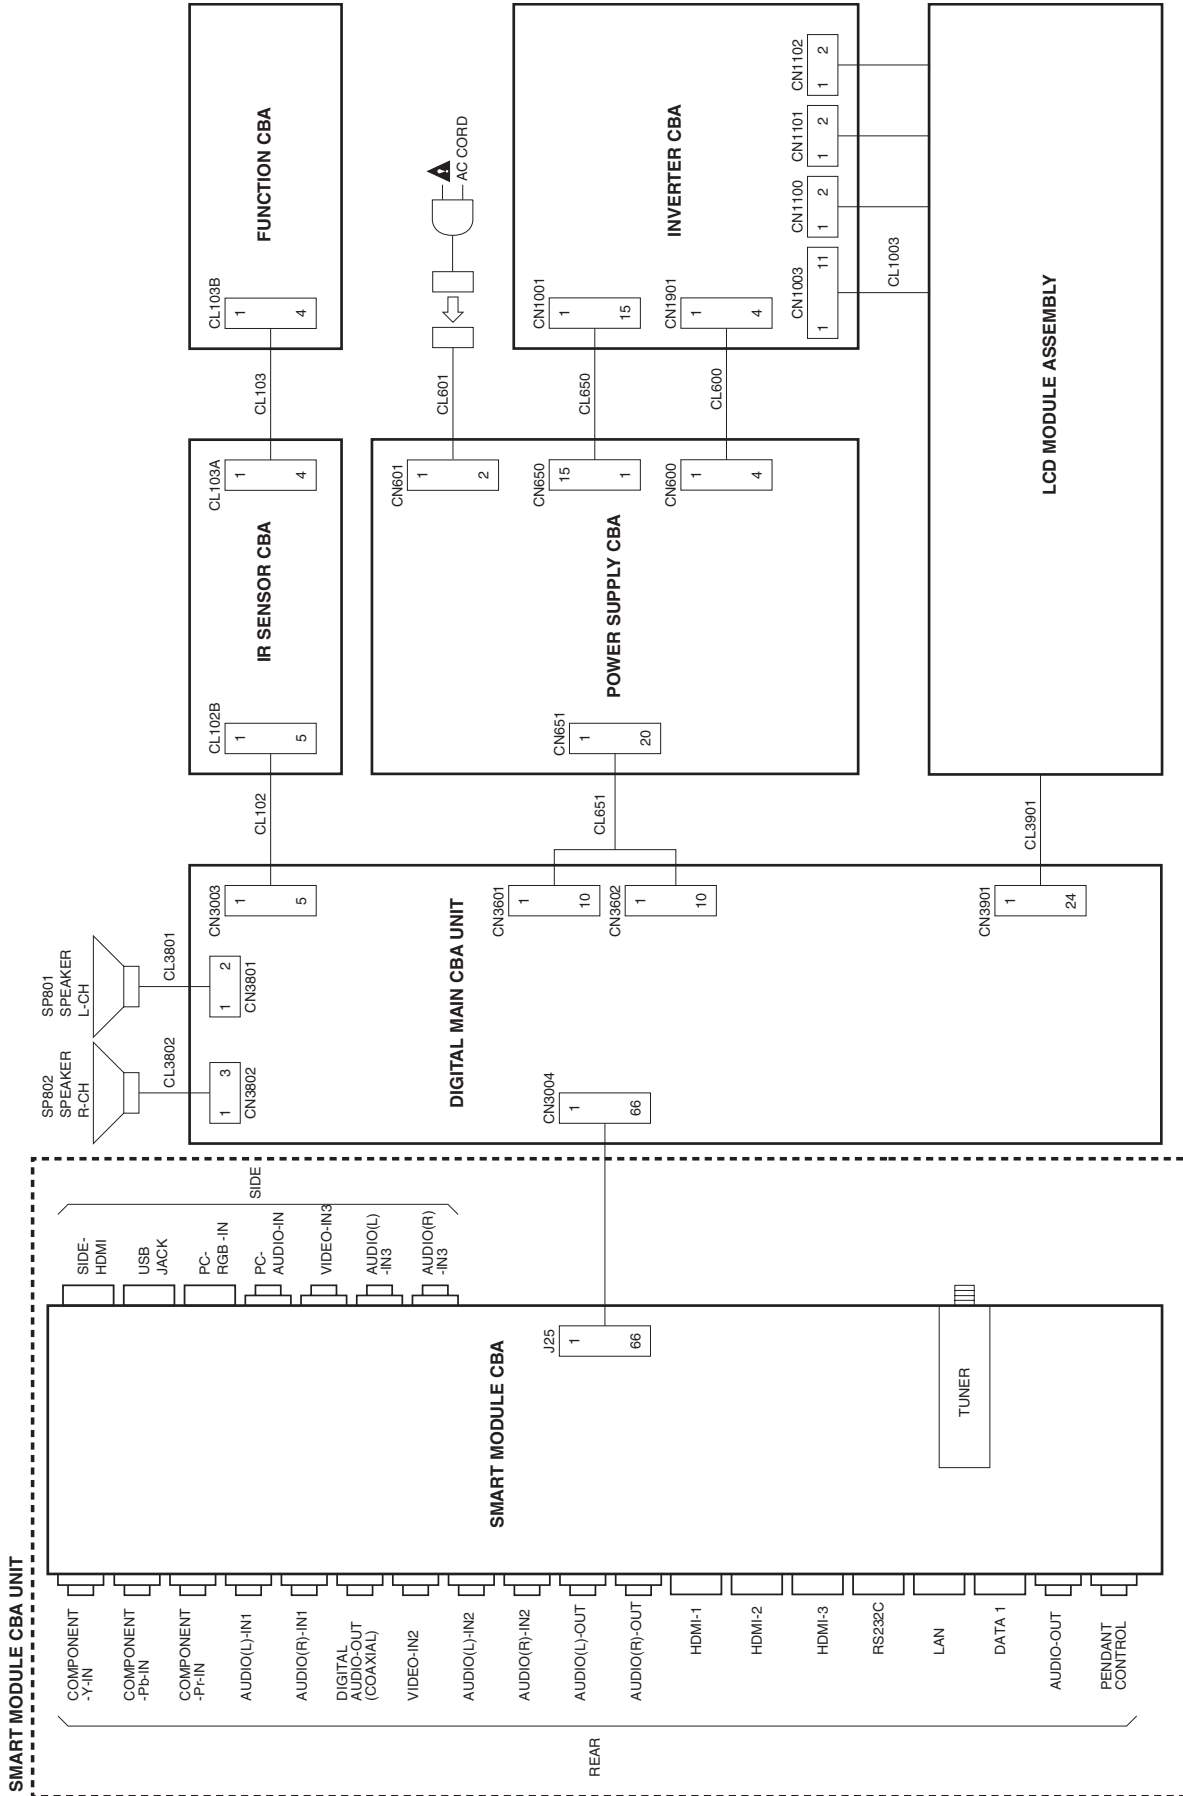 SMART MODULE CBA UNIT
REAR
COMPONENT
-Y-IN
COMPONENT
-Pb-IN
COMPONENT
-Pr-IN
AUDIO(L)-IN1
AUDIO(R)-IN1
DIGITAL
AUDIO-OUT
(COAXIAL)
VIDEO-IN2
AUDIO(L)-IN2
AUDIO(R)-IN2
AUDIO(L)-OUT
AUDIO(R)-OUT
HDMI-1
HDMI-2
HDMI-3
RS232C
LAN
DATA 1
AUDIO-OUT
PENDANT
CONTROL
SMART MODULE CBA
TUNER
J25
1
66
SIDE-
HDMI
USB
JACK
PC-
RGB -IN
PC-
AUDIO-IN
VIDEO-IN3
AUDIO(L)
-IN3
AUDIO(R)
-IN3
SIDE
SP802
SPEAKER
R-CH
CL3802
1 3
CN3802
SP801
SPEAKER
L-CH
CL3801
1 2
CN3801
DIGITAL MAIN CBA UNIT
CN3004
1
66
CN3003
1
5
CN3601
1
10
CN3602
1
10
CN3901
1
24
CL102
CL651
CL3901
IR SENSOR CBA
CL102B
1
5
CL103A
1
4
POWER SUPPLY CBA
CN651
1
20
CN601
1
2
CN650
15
1
CN600
1
4
CL103
CL601
CL650
CL600
FUNCTION CBA
CL103B
1
4
AC CORD
INVERTER CBA
CN1001
1
15
CN1901
1
4
CN1003
1 11
CN1100
1 2
CN1101
1 2
CN1102
1 2
CL1003
LCD MODULE ASSEMBLY